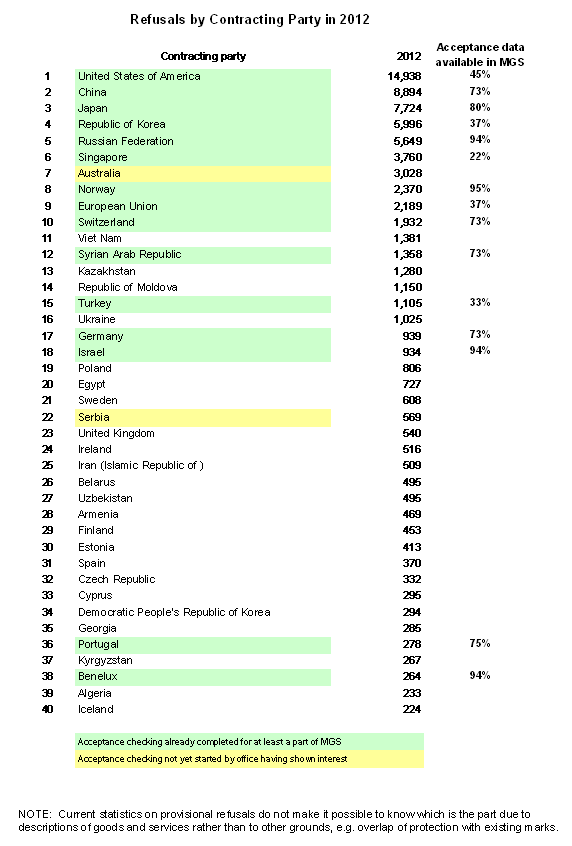 Refusals by Contracting Party in 2012
Contracting party 2012 Acceptance data available in MGS
1 United States of America 14,938 45%
2 China 8,894 73%
3 Japan 7,724 80%
4 Republic of Korea 5,996 37%
5 Russian Federation 5,649 94%
6 Singapore 3,760 22%
7 Australia 3,028
8 Norway 2,370 95%
9 European Union 2,189 37%
10 Switzerland 1,932 73%
11 Viet Nam 1,381
12 Syrian Arab Republic 1,358 73%
13 Kazakhstan 1,280
14 Republic of Moldova 1,150
15 Turkey 1,105 33%
16 Ukraine 1,025
17 Germany 939 73%
18 Israel 934 94%
19 Poland 806
20 Egypt 727
21 Sweden 608
22 Serbia 569
23 United Kingdom 540
24 Ireland 516
25 Iran (Islamic Republic of ) 509
26 Belarus 495
27 Uzbekistan 495
28 Armenia 469
29 Finland 453
30 Estonia 413
31 Spain 370
32 Czech Republic 332
33 Cyprus 295
34 Democratic People's Republic of Korea 294
35 Georgia 285
36 Portugal 278 75%
37 Kyrgyzstan 267
38 Benelux 264 94%
39 Algeria 233
40 Iceland 224
Acceptance checking already completed for at least a part of MGS
Acceptance checking not yet started by office having shown interest
NOTE: Current statistics on provisional refusals do not make it possible to know which is the part due to
descriptions of goods and services rather than to other grounds, e.g. overlap of protection with existing marks.